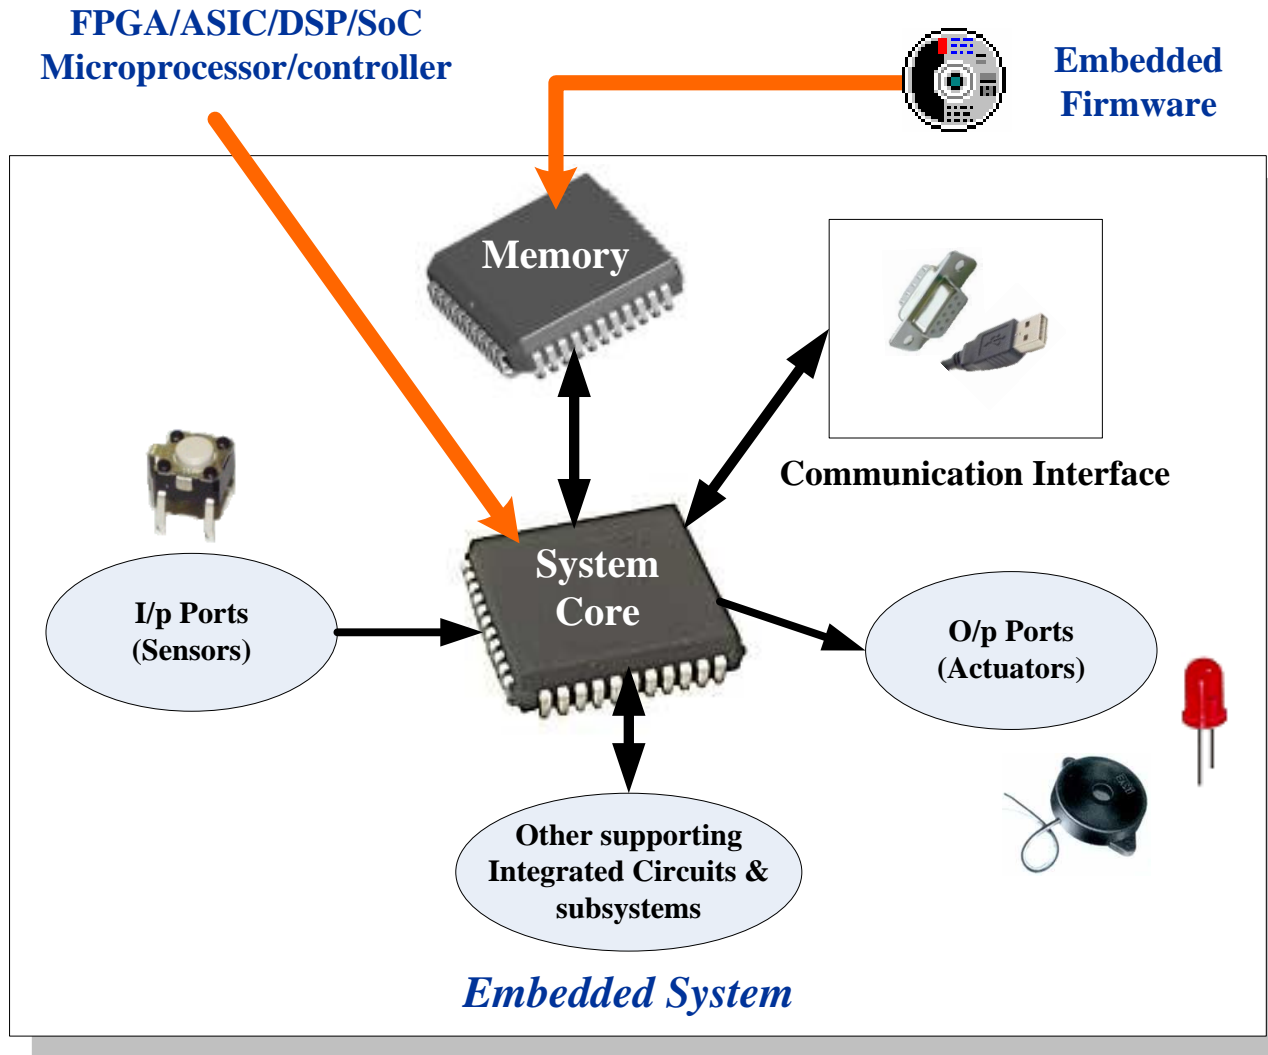 FPGA/ASIC/DSP/SoC
Microprocessor/controller
Embedded
Firmware
Memory
Communication Interface
System
Core
I/p Ports
(Sensors)
O/p Ports
(Actuators)
Other supporting
Integrated Circuits &
subsystems
Embedded System